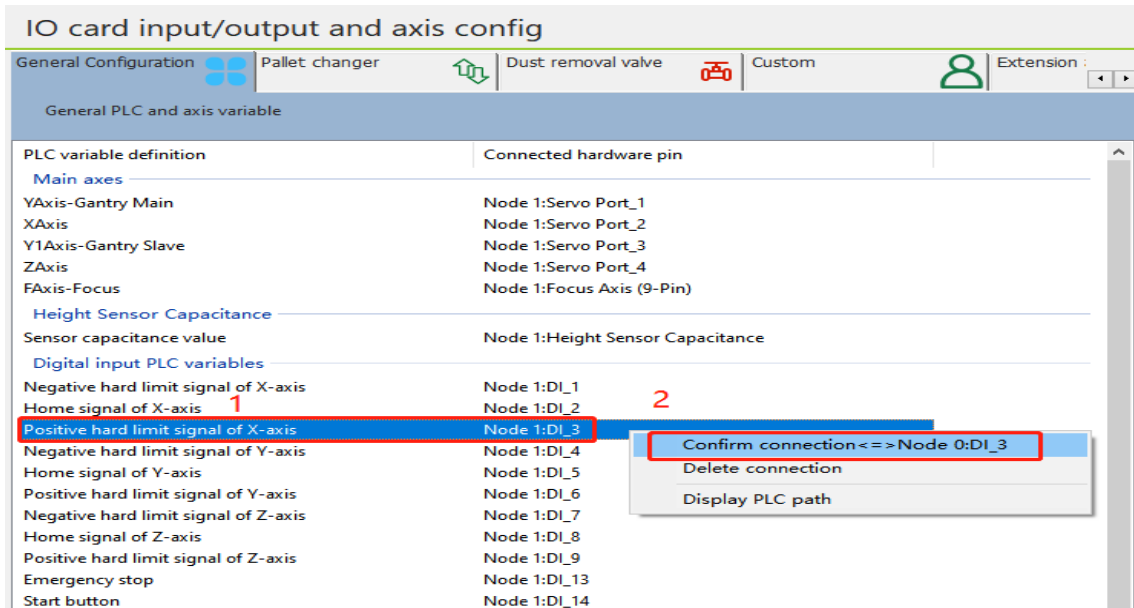 IO card input/output and axis config
General Configuration Pallet changer Dust removal valve Custom Extension
General PLC and axis variable
PLC variable definition Connected hardware pin
Main axes
YAxis-Gantry Main Node 1:Servo Port_1
XAxis Node 1:Servo Port_2
Y1Axis-Gantry Slave Node 1:Servo Port_3
ZAxis Node 1:Servo Port_4
FAxis-Focus Node 1:Focus Axis (9-Pin)
Height Sensor Capacitance
Sensor capacitance value Node 1:Height Sensor Capacitance
Digital input PLC variables
Negative hard limit signal of X-axis Node 1:DI_1
Home signal of X-axis 1 Node 1:DI_2 2
Positive hard limit signal of X-axis Node 1:DI_3
Confirm connection<=>Node 0:DI_3
Negative hard limit signal of Y-axis Node 1:DI_4
Delete connection
Home signal of Y-axis Node 1:DI_5
Positive hard limit signal of Y-axis Node 1:DI_6
Display PLC path
Negative hard limit signal of Z-axis Node 1:DI_7
Home signal of Z-axis Node 1:DI_8
Positive hard limit signal of Z-axis Node 1:DI_9
Emergency stop Node 1:DI_13
Start button Node 1:DI_14